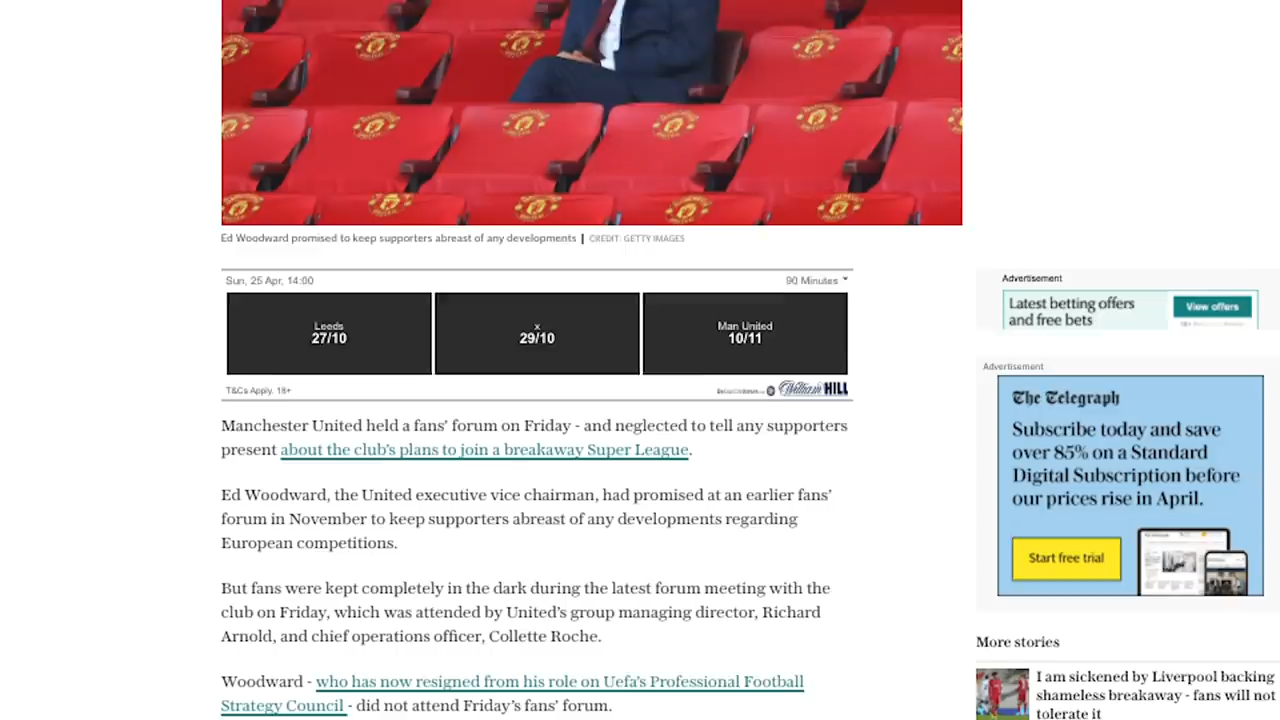 Ed Woodward promised to keep supporters abreast of any developments | CREDIT: GETTY IMAGES
Sun, 25 Apr, 14:00
90 Minutes
Leeds
27/10
x
29/10
Man United
10/11
T&Cs Apply. 18+
William HILL
Manchester United held a fans' forum on Friday - and neglected to tell any supporters
present about the club's plans to join a breakaway Super League.
Ed Woodward, the United executive vice chairman, had promised at an earlier fans'
forum in November to keep supporters abreast of any developments regarding
European competitions.
But fans were kept completely in the dark during the latest forum meeting with the
club on Friday, which was attended by United's group managing director, Richard
Arnold, and chief operations officer, Collette Roche.
Woodward - who has now resigned from his role on Uefa's Professional Football
Strategy Council - did not attend Friday's fans' forum.
Advertisement
Latest betting offers
and free bets
View offers
Advertisement
The Telegraph
Subscribe today and save
over 85% on a Standard
Digital Subscription before
our prices rise in April.
Start free trial
More stories
I am sickened by Liverpool backing
shameless breakaway - fans will not
tolerate it